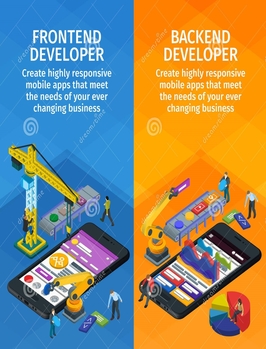 FRONTEND
DEVELOPER
Create highly responsive
mobile apps that meet
the needs of your ever
changing business
BACKEND
DEVELOPER
Create highly responsive
mobile apps that meet
the needs of your ever
changing business